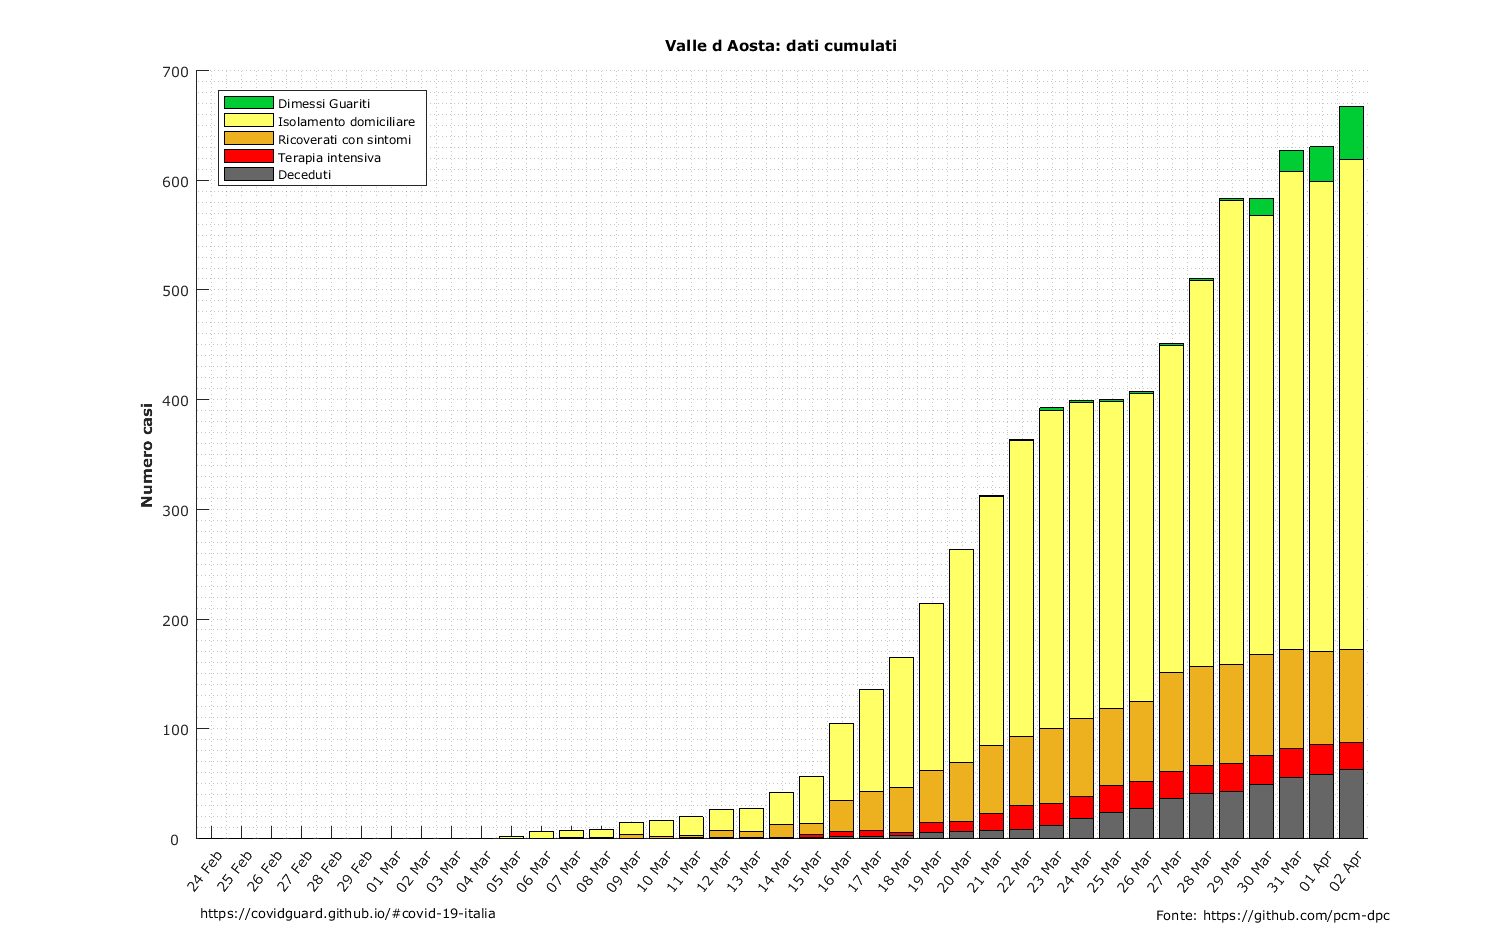 Valle d Aosta: dati cumulati
700
600
500
400
300
200
100
0
Numero casi
Dimessi Guariti
Isolamento domiciliare
Ricoverati con sintomi
Terapia intensiva
Deceduti
24 Feb
25 Feb
26 Feb
27 Feb
28 Feb
29 Feb
01 Mar
02 Mar
03 Mar
04 Mar
05 Mar
06 Mar
07 Mar
08 Mar
09 Mar
10 Mar
11 Mar
12 Mar
13 Mar
14 Mar
15 Mar
16 Mar
17 Mar
18 Mar
19 Mar
20 Mar
21 Mar
22 Mar
23 Mar
24 Mar
25 Mar
26 Mar
27 Mar
28 Mar
29 Mar
30 Mar
31 Mar
01 Apr
02 Apr
https://covidguard.github.io/#covid-19-italia
Fonte: https://github.com/pcm-dpc